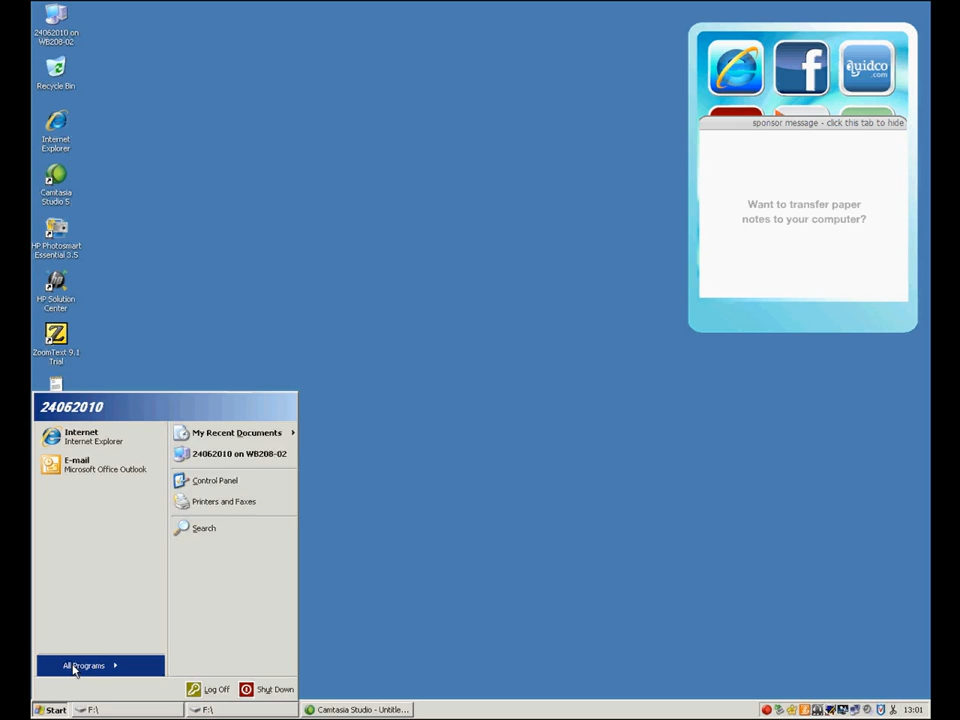 24062010 on
WB208-02
Recycle Bin
Internet
Explorer
Camtasia
Studio 5
HP Photosmart
Essential 3.5
HP Solution
Center
ZoomText 9.1
Trial
f
Quidco
.com
sponsor message - click this tab to hide
Want to transfer paper
notes to your computer?
24062010
Internet
Internet Explorer
E-mail
Microsoft Office Outlook
My Recent Documents
24062010 on WB208-02
Control Panel
Printers and Faxes
Search
All Programs
Log Off
Shut Down
Start
F:\
F:\
Camtasia Studio - Untitle...
13:01